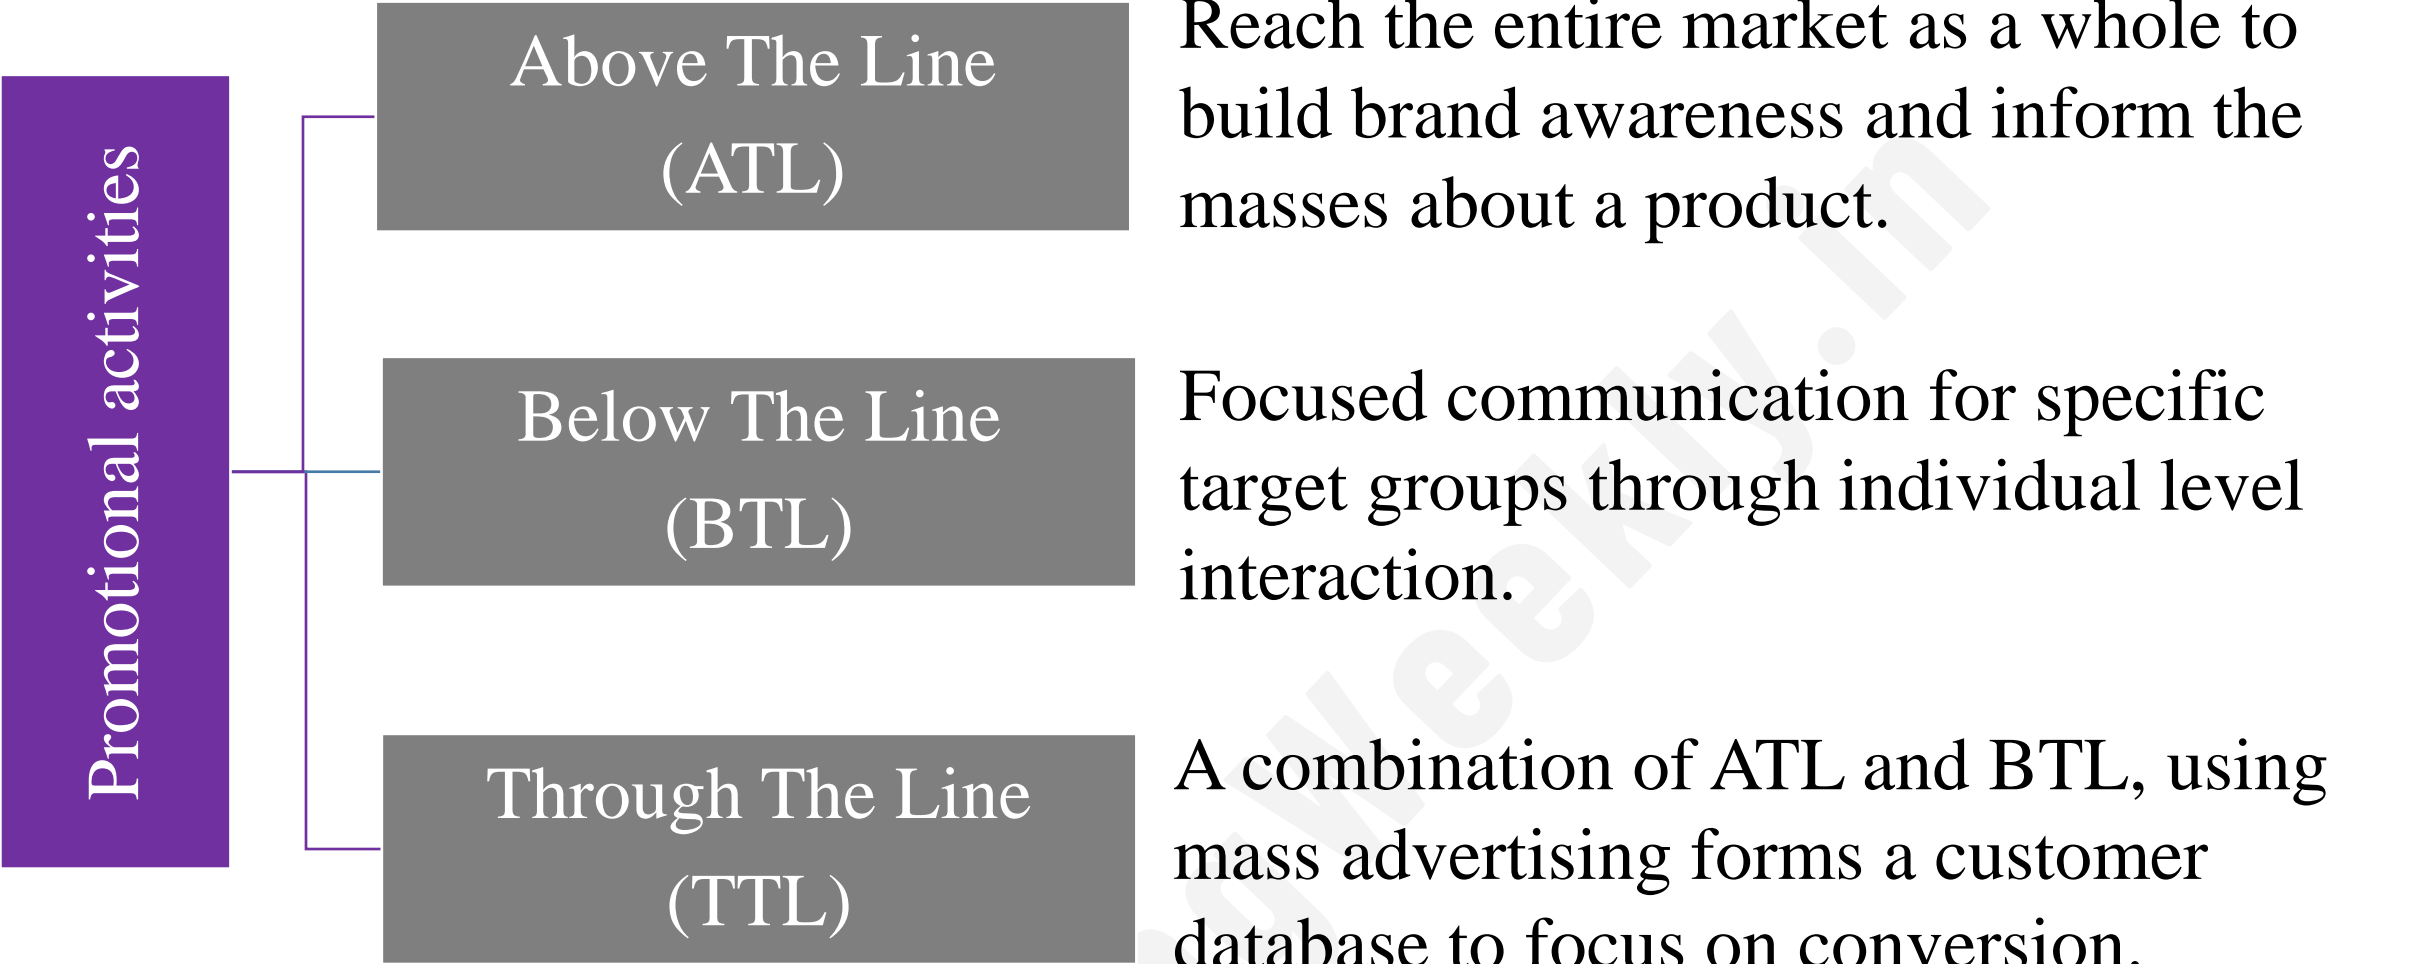 Promotional activities
Above The Line
(ATL)
Reach the entire market as a whole to
build brand awareness and inform the
masses about a product.
Below The Line
(BTL)
Focused communication for specific
target groups through individual level
interaction.
Through The Line
(TTL)
A combination of ATL and BTL, using
mass advertising forms a customer
database to focus on conversion.
gWeekly.in